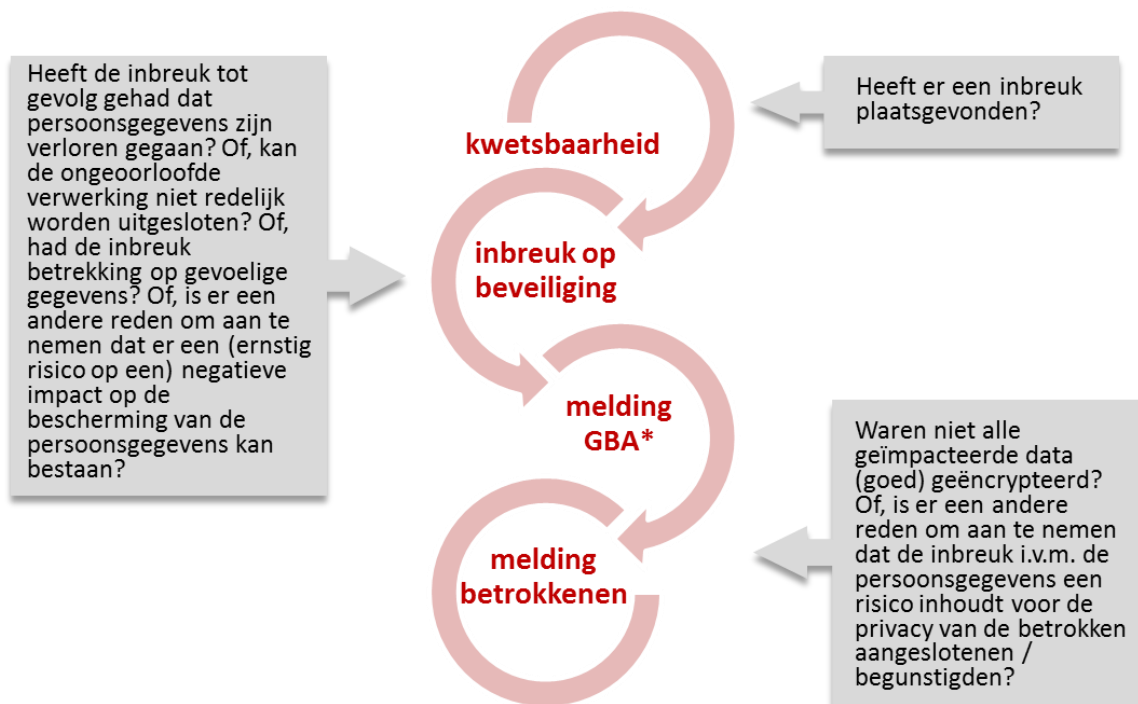 Heeft de inbreuk tot
gevolg gehad dat
persoonsgegevens zijn
verloren gegaan? Of, kan
de ongeoorloofde
verwerking niet redelijk
worden uitgesloten? Of,
had de inbreuk
betrekking op gevoelige
gegevens? Of, is er een
andere reden om aan te
nemen dat er een (ernstig
risico op een) negatieve
impact op de
bescherming van de
persoonsgegevens kan
bestaan?
Heeft er een inbreuk
plaatsgevonden?
kwetsbaarheid
inbreuk op
beveiliging
melding
GBA*
melding
betrokkenen
Waren niet alle
geïmpacteerde data
(goed) geëncrypteerd?
Of, is er een andere
reden om aan te nemen
dat de inbreuk i.v.m. de
persoonsgegevens een
risico inhoudt voor de
privacy van de betrokken
aangeslotenen /
begunstigden?